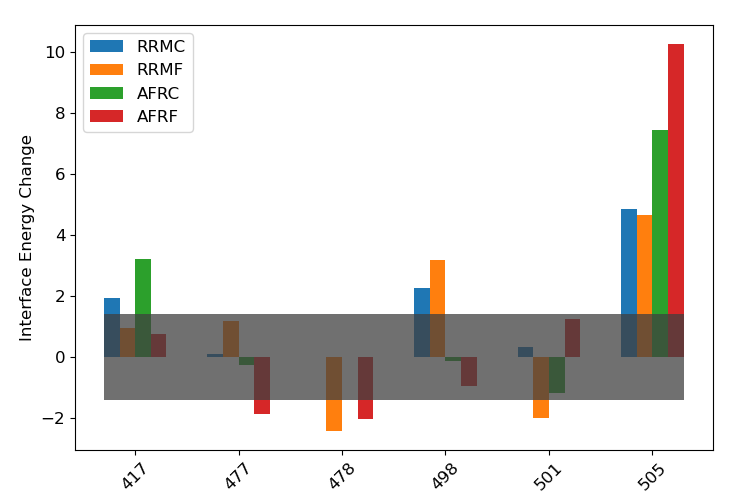 RRMC
RRMF
AFRC
AFRF
Interface Energy Change
10
8
6
4
2
0
−2
417
477
478
498
501
505